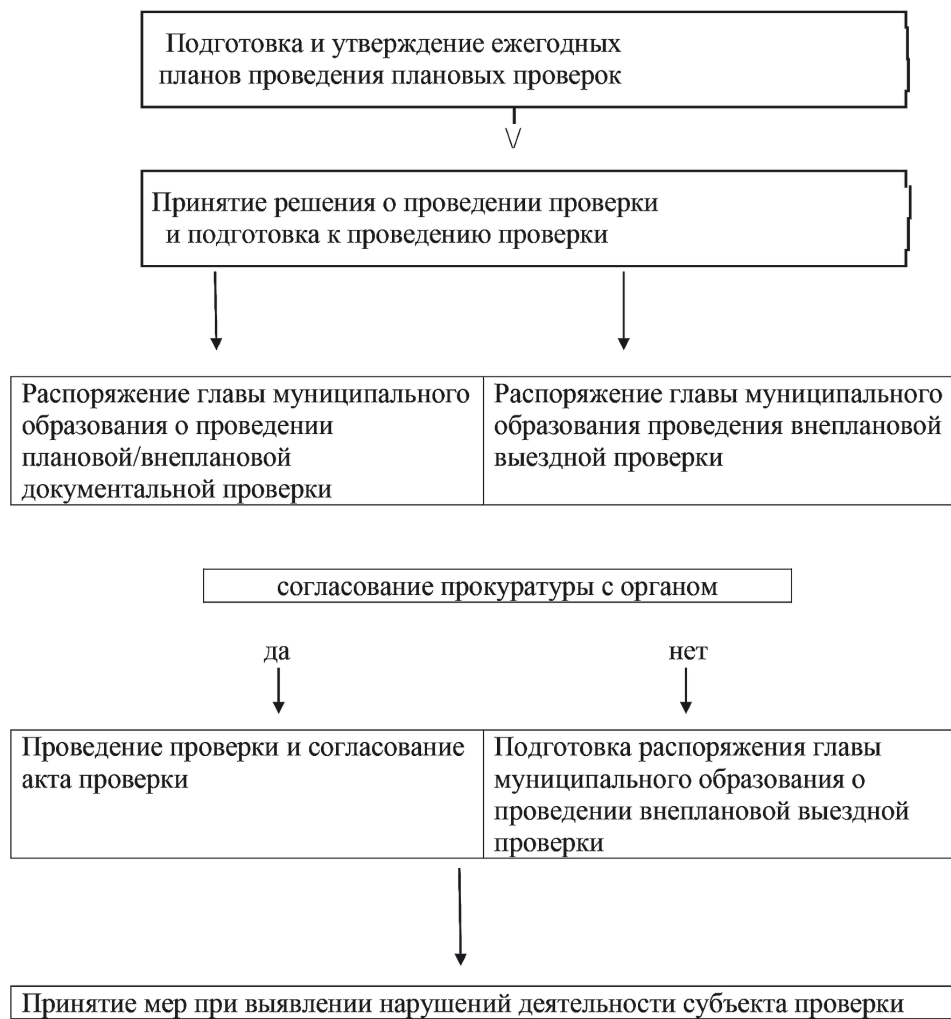 Подготовка и утверждение ежегодных
планов проведения плановых проверок
Принятие решения о проведении проверки
и подготовка к проведению проверки
Распоряжение главы муниципального
образования о проведении
плановой/внеплановой
документальной проверки
Распоряжение главы муниципального
образования проведения внеплановой
выездной проверки
согласование прокуратуры с органом
да
нет
Проведение проверки и согласование
акта проверки
Подготовка распоряжения главы
муниципального образования о
проведении внеплановой выездной
проверки
Принятие мер при выявлении нарушений деятельности субъекта проверки